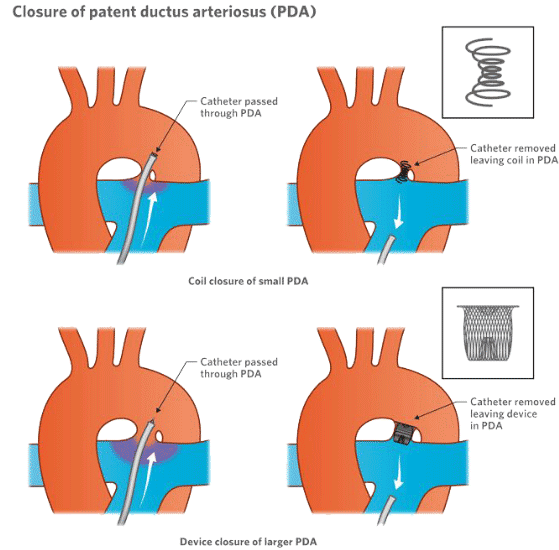 Closure of patent ductus arteriosus (PDA)
Catheter passed
through PDA
Catheter removed
leaving coil in PDA
Coil closure of small PDA
Catheter passed
through PDA
Catheter removed
leaving device
in PDA
Device closure of larger PDA